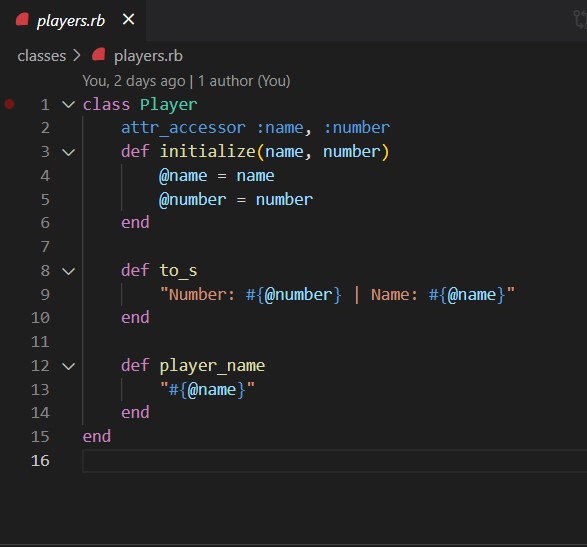 players.rb
classes > players.rb
You, 2 days ago | 1 author (You)
1 class Player
2     attr_accessor :name, :number
3     def initialize(name, number)
4         @name = name
5         @number = number
6     end
7
8     def to_s
9         "Number: #{@number} | Name: #{@name}"
10     end
11
12     def player_name
13         "#{@name}"
14     end
15 end
16